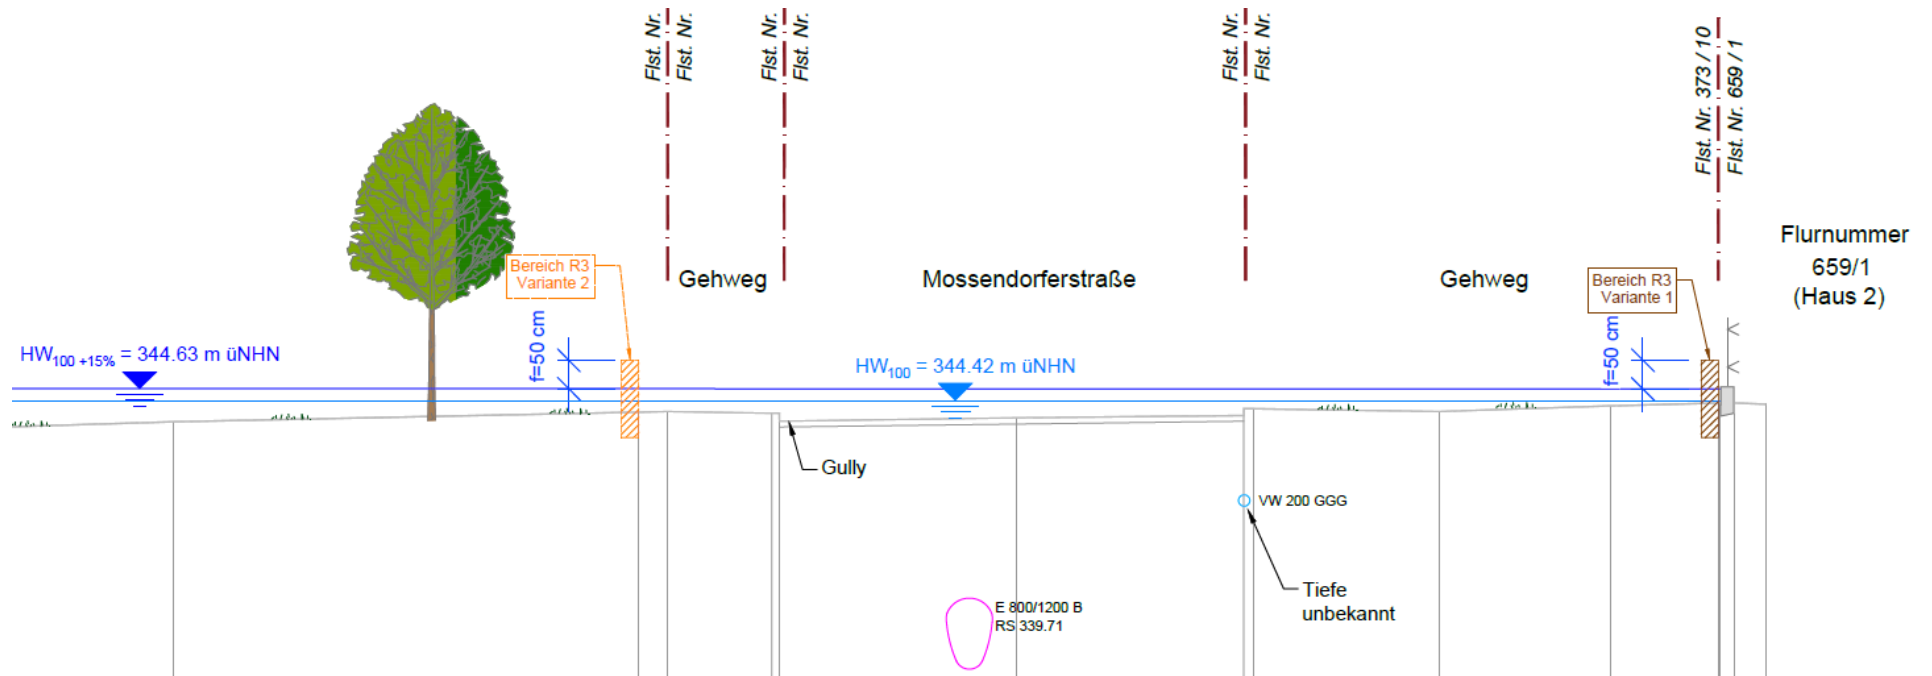 Flst. Nr.
Flst. Nr.
Flst. Nr.
Flst. Nr.
Flst. Nr.
Flst. Nr.
Flst. Nr. 373 / 10
Flst. Nr. 659 / 1
Flurnummer
659/1
(Haus 2)
Bereich R3
Variante 2
Gehweg
Mossendorferstraße
Gehweg
Bereich R3
Variante 1
f=50 cm
f=50 cm
HW100 +15% = 344.63 m üNHN
HW100 = 344.42 m üNHN
Gully
VW 200 GGG
Tiefe
unbekannt
E 800/1200 B
RS 339.71